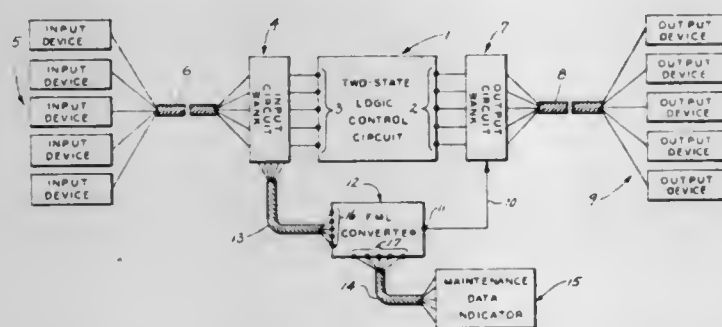 5
INPUT
DEVICE
INPUT
DEVICE
INPUT
DEVICE
INPUT
DEVICE
INPUT
DEVICE
6
4
INPUT
CIRCUIT
BANK
3
1
TWO-STATE
LOGIC
CONTROL
CIRCUIT
2
7
OUTPUT
CIRCUIT
BANK
8
OUTPUT
DEVICE
OUTPUT
DEVICE
OUTPUT
DEVICE
OUTPUT
DEVICE
OUTPUT
DEVICE
9
10
11
12
FML
CONVERTER
16
17
13
14
MAINTENANCE
DATA
INDICATOR
15